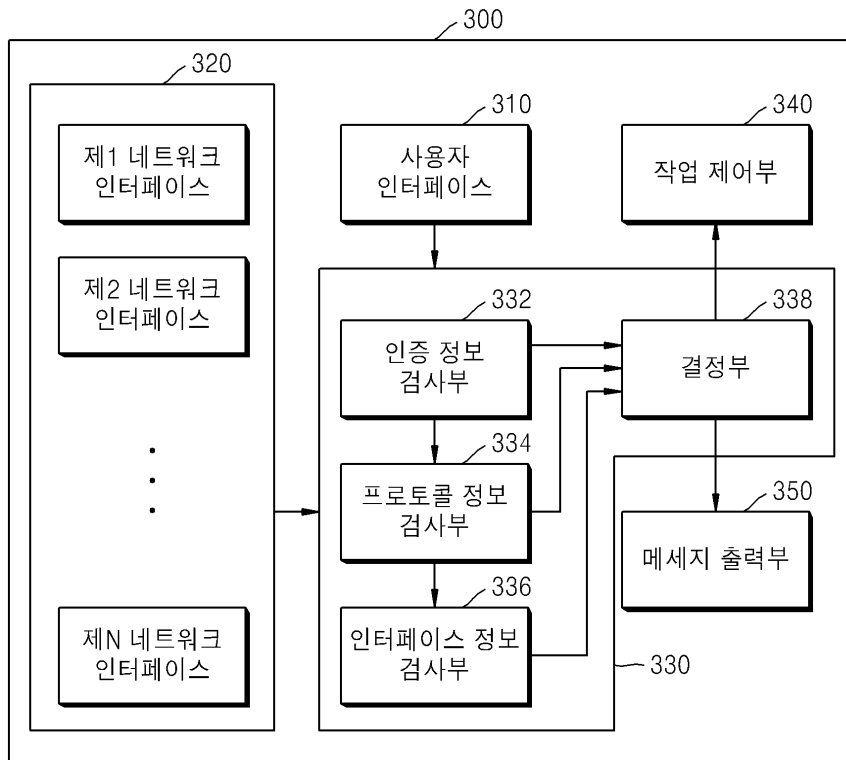 300
320
310
340
제1 네트워크
인터페이스
사용자
인터페이스
작업 제어부
제2 네트워크
인터페이스
332
338
인증 정보
검사부
결정부
334
프로토콜 정보
검사부
350
메세지 출력부
336
제N 네트워크
인터페이스
인터페이스 정보
검사부
330